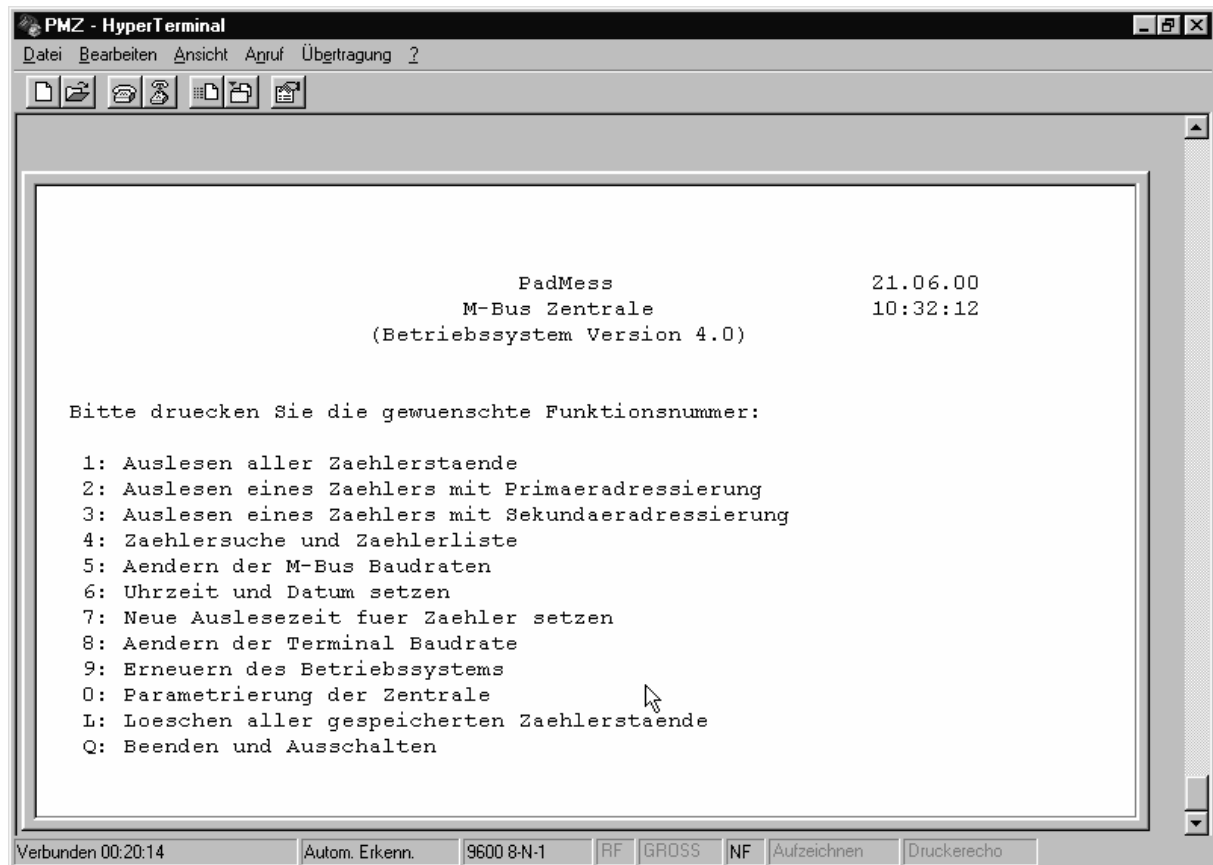 PMZ - HyperTerminal
Datei Bearbeiten Ansicht Anruf Übertragung ?
PadMess 21.06.00
M-Bus Zentrale 10:32:12
(Betriebssystem Version 4.0)
Bitte druecken Sie die gewuenschte Funktionsnummer:
1: Auslesen aller Zaehlerstaende
2: Auslesen eines Zaehlers mit Primaeradressierung
3: Auslesen eines Zaehlers mit Sekundaeradressierung
4: Zaehlersuche und Zaehlerliste
5: Aendern der M-Bus Baudraten
6: Uhrzeit und Datum setzen
7: Neue Auslesezeit fuer Zaehler setzen
8: Aendern der Terminal Baudrate
9: Erneuern des Betriebssystems
0: Parametrierung der Zentrale
L: Loeschen aller gespeicherten Zaehlerstaende
Q: Beenden und Ausschalten
Verbunden 00:20:14 Autom. Erkenn. 9600 8-N-1 RF GROSS NF Aufzeichnen Druckerecho